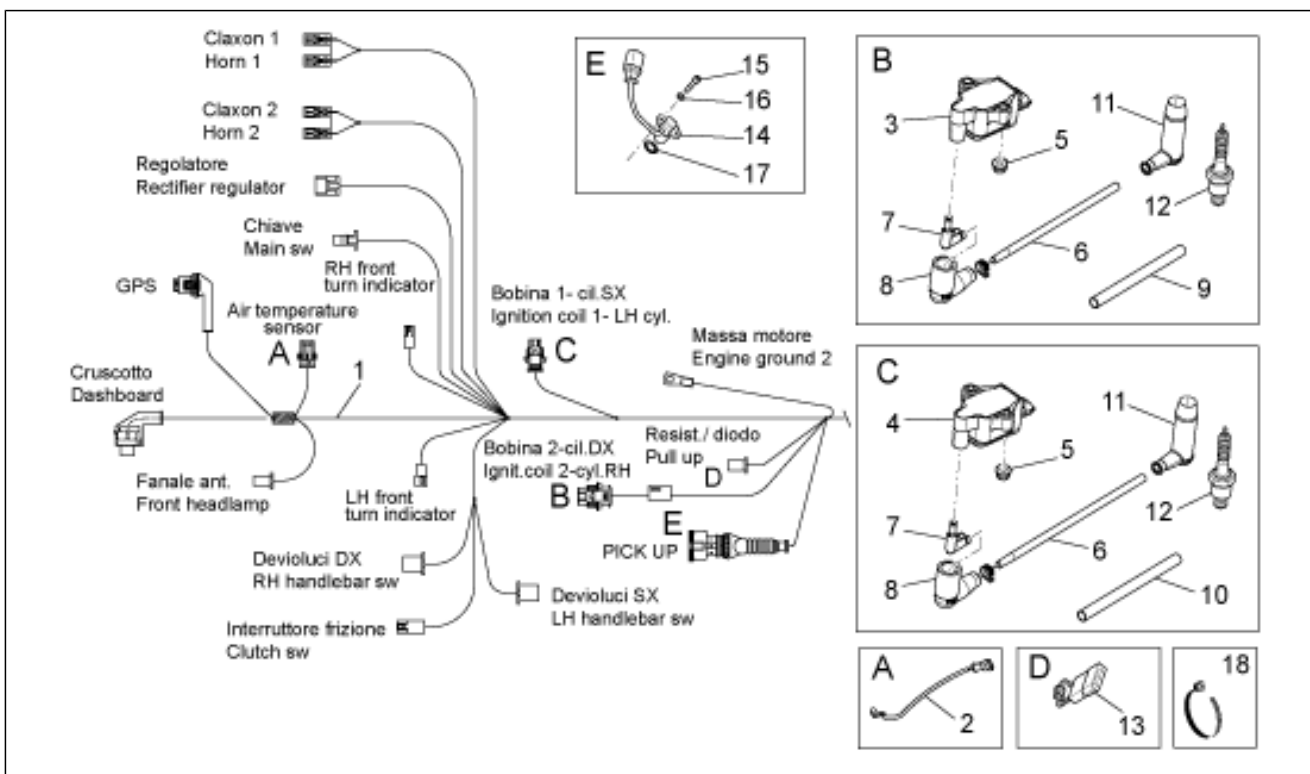 Claxon 1
Horn 1
Claxon 2
Horn 2
Regolatore
Rectifier regulator
Chiave
Main sw
RH front
turn indicator
GPS
Air temperature
sensor
A
1
Cruscotto
Dashboard
Fanale ant.
Front headlamp
LH front
turn indicator
Bobina 1- cil.SX
Ignition coil 1- LH cyl.
C
Massa motore
Engine ground 2
Bobina 2-cil.DX
Ignit.coil 2-cyl.RH
B
Resist./ diodo
Pull up
D
E
PICK UP
Devioluci DX
RH handlebar sw
Devioluci SX
LH handlebar sw
Interruttore frizione
Clutch sw
E
15
16
14
17
B
3
5
11
12
7
8
6
9
C
4
5
11
12
7
8
6
10
A
2
D
13
18